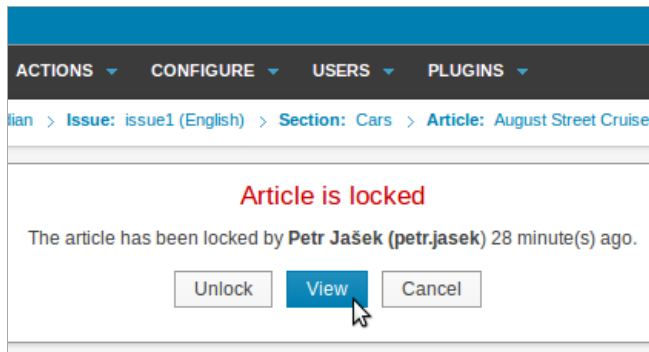 ACTIONS CONFIGURE USERS PLUGINS
dian > Issue: issue1 (English) > Section: Cars > Article: August Street Cruise
Article is locked
The article has been locked by Petr Jašek (petr.jasek) 28 minute(s) ago.
Unlock View Cancel